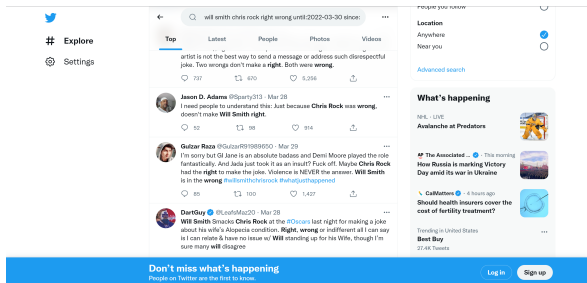 Explore
Settings
will smith chris rock right wrong until:2022-03-30 since:
Top Latest People Photos Videos
artist is not the best way to send a message or address such disrespectful
joke. Two wrongs don't make a right. Both were wrong.
737 670 5,256
Jason D. Adams @Sparty313 · Mar 28
I need people to understand this: Just because Chris Rock was wrong,
doesn't make Will Smith right.
52 98 914
Gulzar Raza @GulzarR91989650 · Mar 29
I'm sorry but GI Jane is an absolute badass and Demi Moore played the role
fantastically. And Jada just took it as an insult? Fuck off. Maybe Chris Rock
had the right to make the joke. Violence is NEVER the answer. Will Smith
is in the wrong #willsmithchrisrock #whatjusthappened
85 100 1,427
DartGuy @LeafsMaz20 · Mar 28
Will Smith Smacks Chris Rock at the #Oscars last night for making a joke
about his wife's Alopecia condition. Right, wrong or indifferent all I can say
is I can relate & have no issue w/ Will standing up for his Wife, though I'm
sure many will disagree
People you follow
Location
Anywhere
Near you
Advanced search
What's happening
NHL · LIVE
Avalanche at Predators
The Associated ... · This morning
How Russia is marking Victory
Day amid its war in Ukraine
CalMatters · 4 hours ago
Should health insurers cover the
cost of fertility treatment?
Trending in United States
Best Buy
27.4K Tweets
Don't miss what's happening
People on Twitter are the first to know.
Log in Sign up